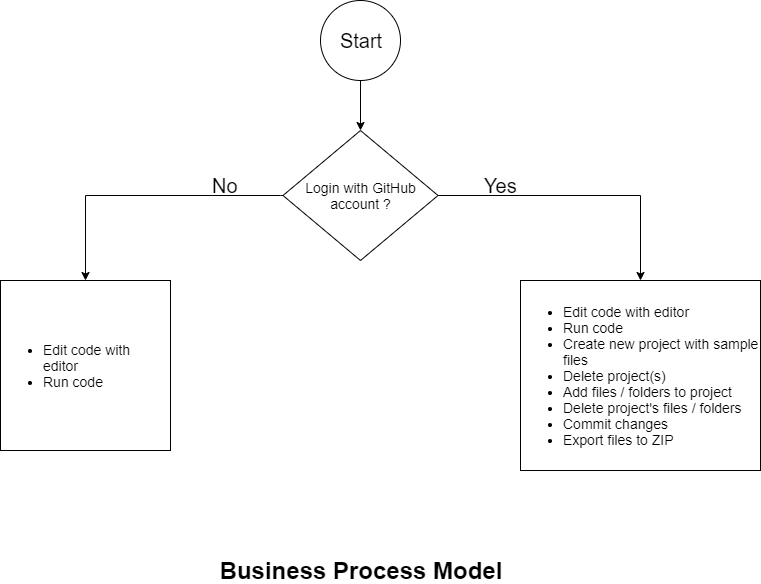 Start
Login with GitHub
account ?
No
Yes
• Edit code with
editor
• Run code
• Edit code with editor
• Run code
• Create new project with sample
files
• Delete project(s)
• Add files / folders to project
• Delete project's files / folders
• Commit changes
• Export files to ZIP
Business Process Model